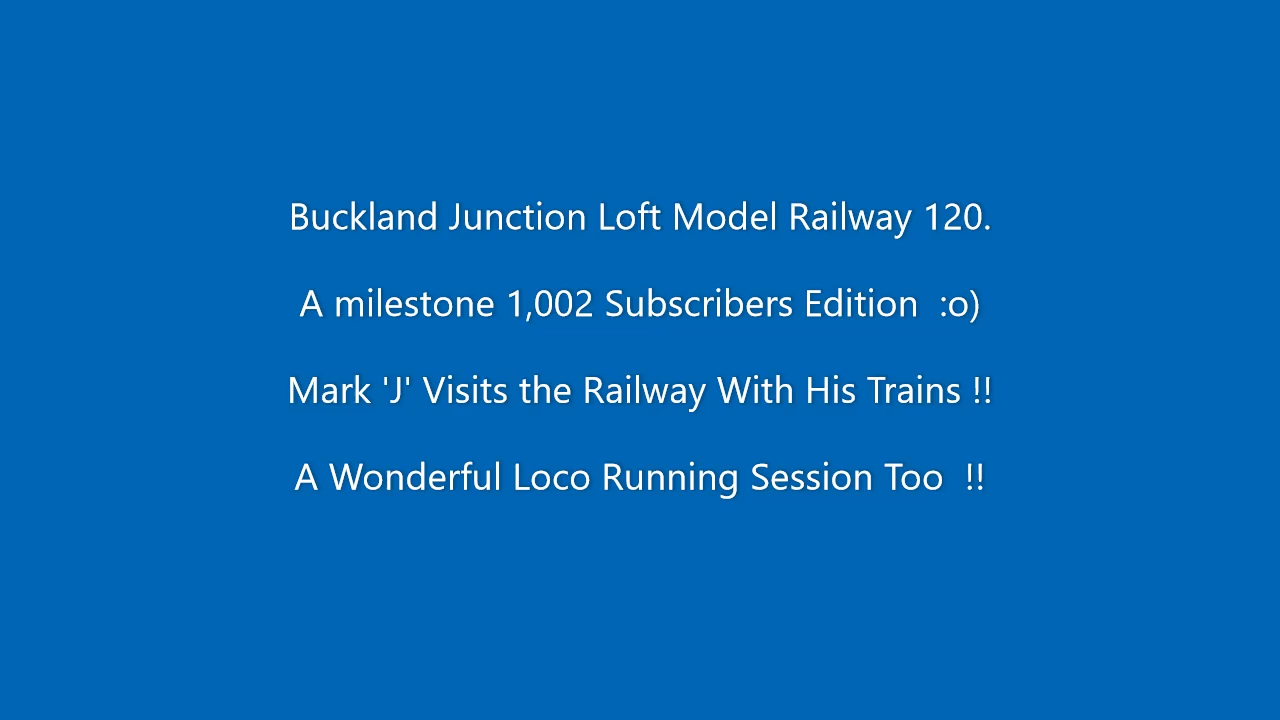 Buckland Junction Loft Model Railway 120.
A milestone 1,002 Subscribers Edition  :o)
Mark 'J' Visits the Railway With His Trains !!
A Wonderful Loco Running Session Too  !!